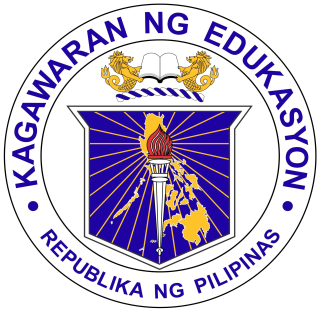 KAGAWARAN NG EDUKASYON
REPUBLIKA NG PILIPINAS